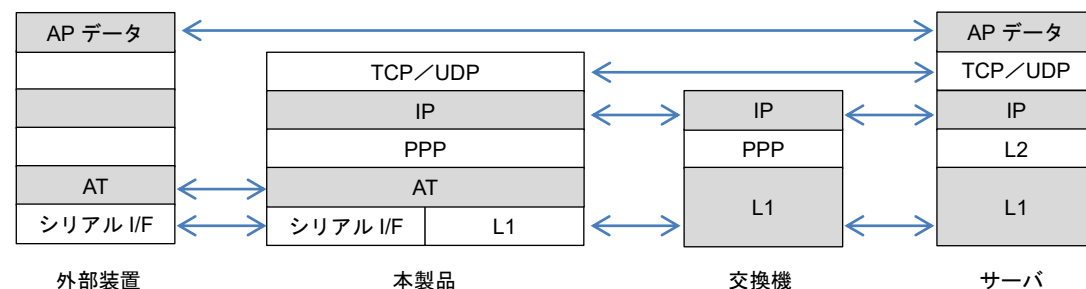 AP データ
AP データ
TCP／UDP
TCP／UDP
IP
IP
IP
PPP
PPP
L2
AT
AT
L1
L1
シリアル I/F
シリアル I/F
L1
外部装置
本製品
交換機
サーバ